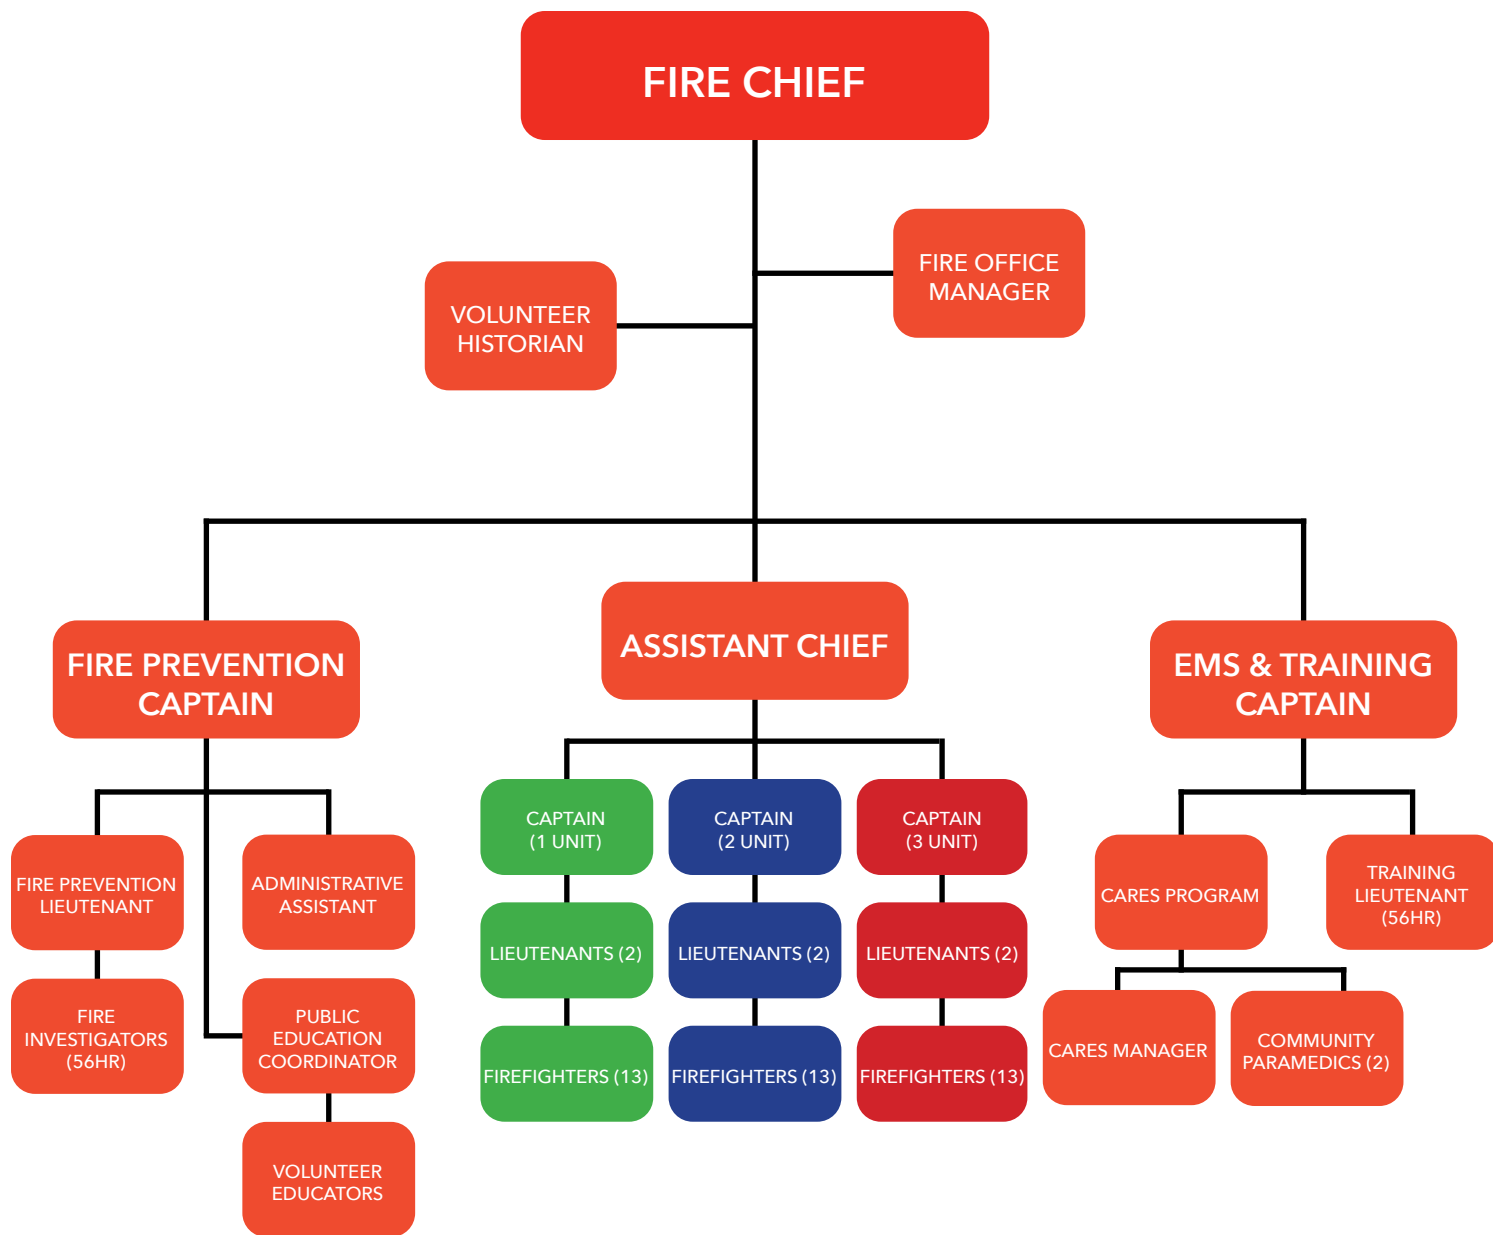 FIRE CHIEF
FIRE OFFICE
MANAGER
VOLUNTEER
HISTORIAN
FIRE PREVENTION
CAPTAIN
ASSISTANT CHIEF
EMS & TRAINING
CAPTAIN
FIRE PREVENTION
LIEUTENANT
ADMINISTRATIVE
ASSISTANT
FIRE
INVESTIGATORS
(56HR)
PUBLIC
EDUCATION
COORDINATOR
VOLUNTEER
EDUCATORS
CAPTAIN
(1 UNIT)
LIEUTENANTS (2)
FIREFIGHTERS (13)
CAPTAIN
(2 UNIT)
LIEUTENANTS (2)
FIREFIGHTERS (13)
CAPTAIN
(3 UNIT)
LIEUTENANTS (2)
FIREFIGHTERS (13)
CARES PROGRAM
TRAINING
LIEUTENANT
(56HR)
CARES MANAGER
COMMUNITY
PARAMEDICS (2)